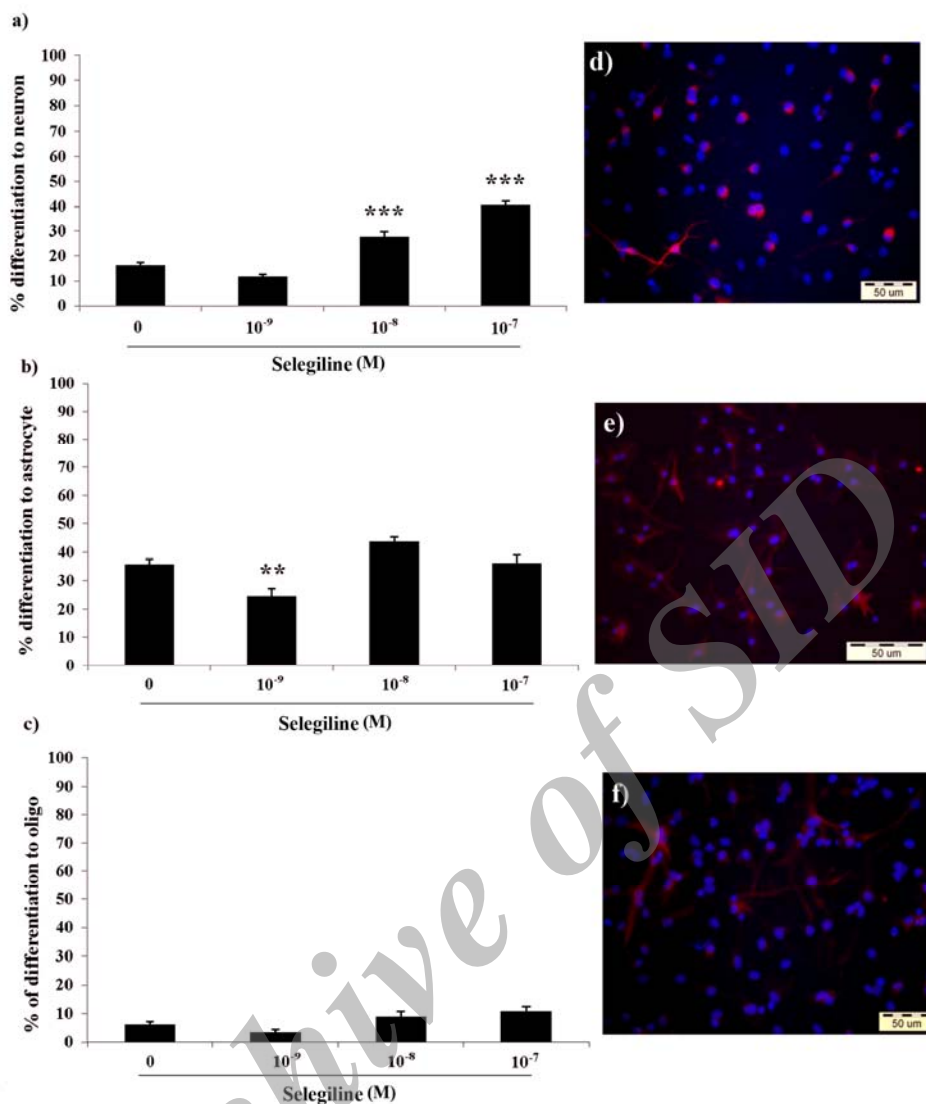 a)
% differentiation to neuron
100
90
80
70
60
50
40
30
20
10
0
***
***
0 10⁻⁹ 10⁻⁸ 10⁻⁷
Selegiline (M)
d)
50 um
b)
% differentiation to astrocyte
100
90
80
70
60
50
40
30
20
10
0
**
0 10⁻⁹ 10⁻⁸ 10⁻⁷
Selegiline (M)
e)
50 um
c)
% of differentiation to oligo
100
90
80
70
60
50
40
30
20
10
0
0 10⁻⁹ 10⁻⁸ 10⁻⁷
Selegiline (M)
f)
50 um
hive of SID